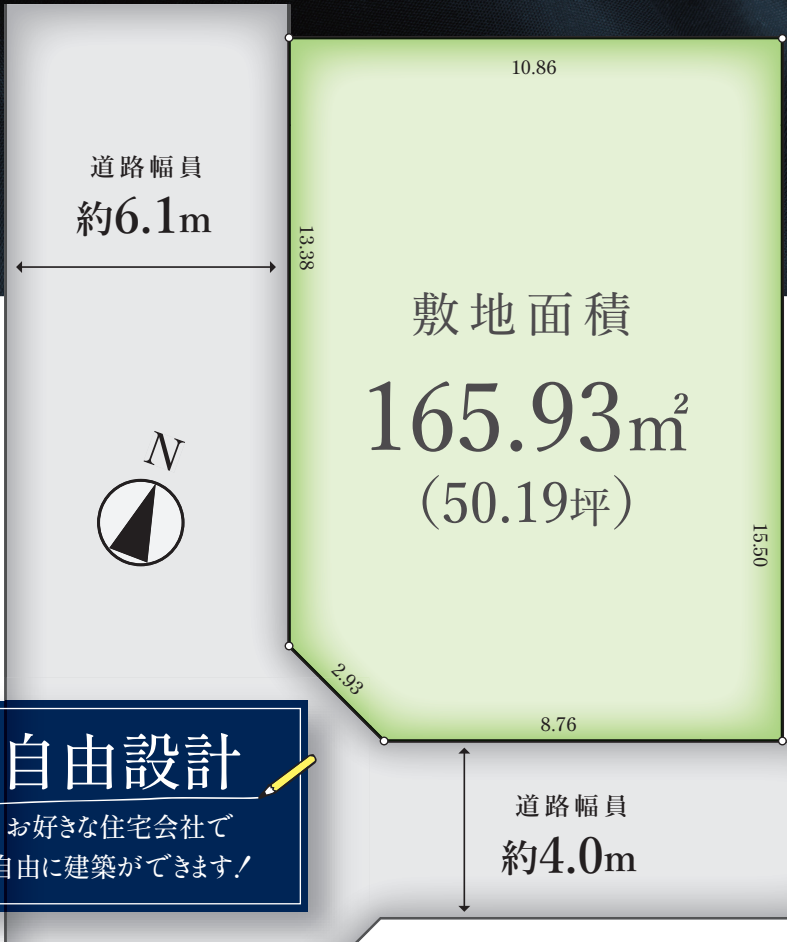 10.86
道路幅員
約6.1m
13.38
敷地面積
165.93㎡
（50.19坪）
N
15.50
2.93
8.76
自由設計
お好きな住宅会社で
自由に建築ができます！
道路幅員
約4.0m